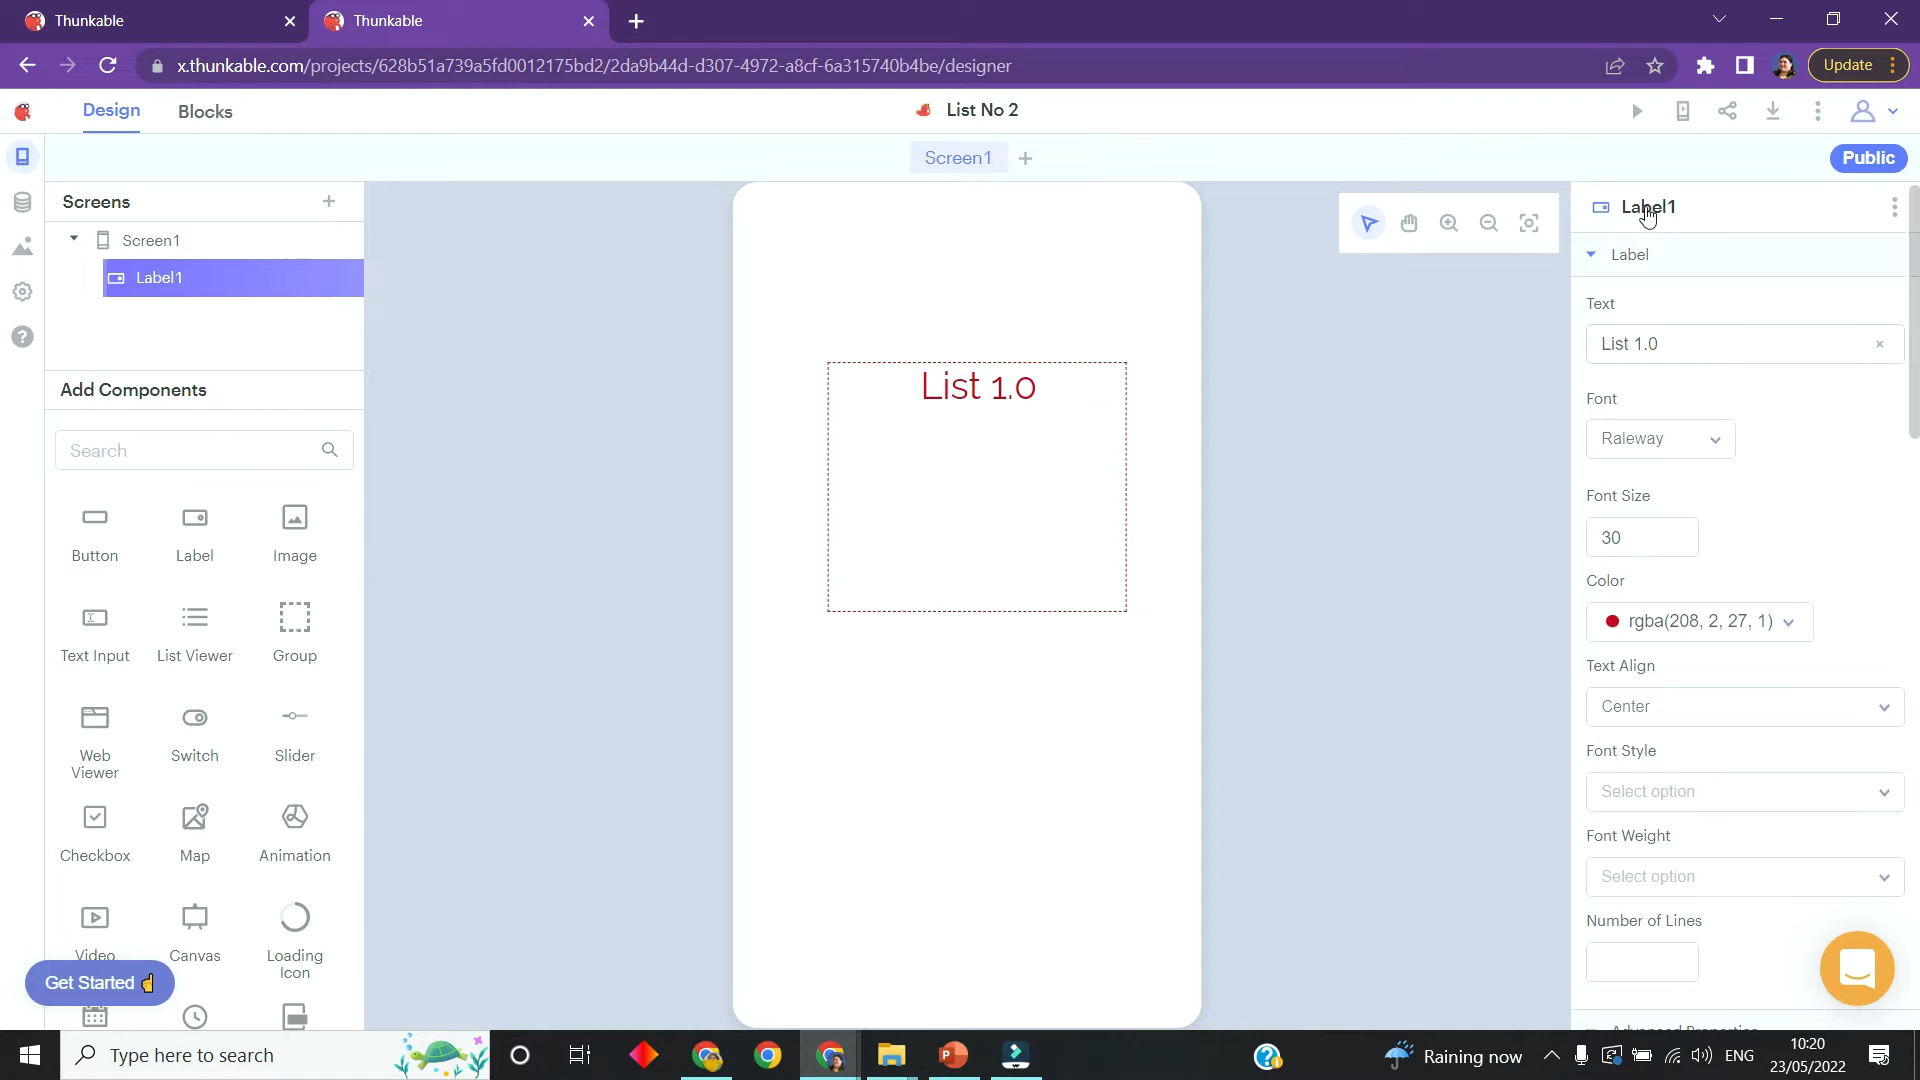 Thunkable
Thunkable
x.thunkable.com/projects/628b51a739a5fd0012175bd2/2da9b44d-d307-4972-a8cf-6a315740b4be/designer
Update
Design
Blocks
List No 2
Screen1
Public
Screens
Screen1
Label1
Add Components
Search
Button
Label
Image
Text Input
List Viewer
Group
Web Viewer
Switch
Slider
Checkbox
Map
Animation
Video
Canvas
Loading Icon
Get Started
List 1.0
Label1
Label
Text
List 1.0
Font
Raleway
Font Size
30
Color
rgba(208, 2, 27, 1)
Text Align
Center
Font Style
Select option
Font Weight
Select option
Number of Lines
Advanced Properties
Type here to search
Raining now
ENG
10:20
23/05/2022